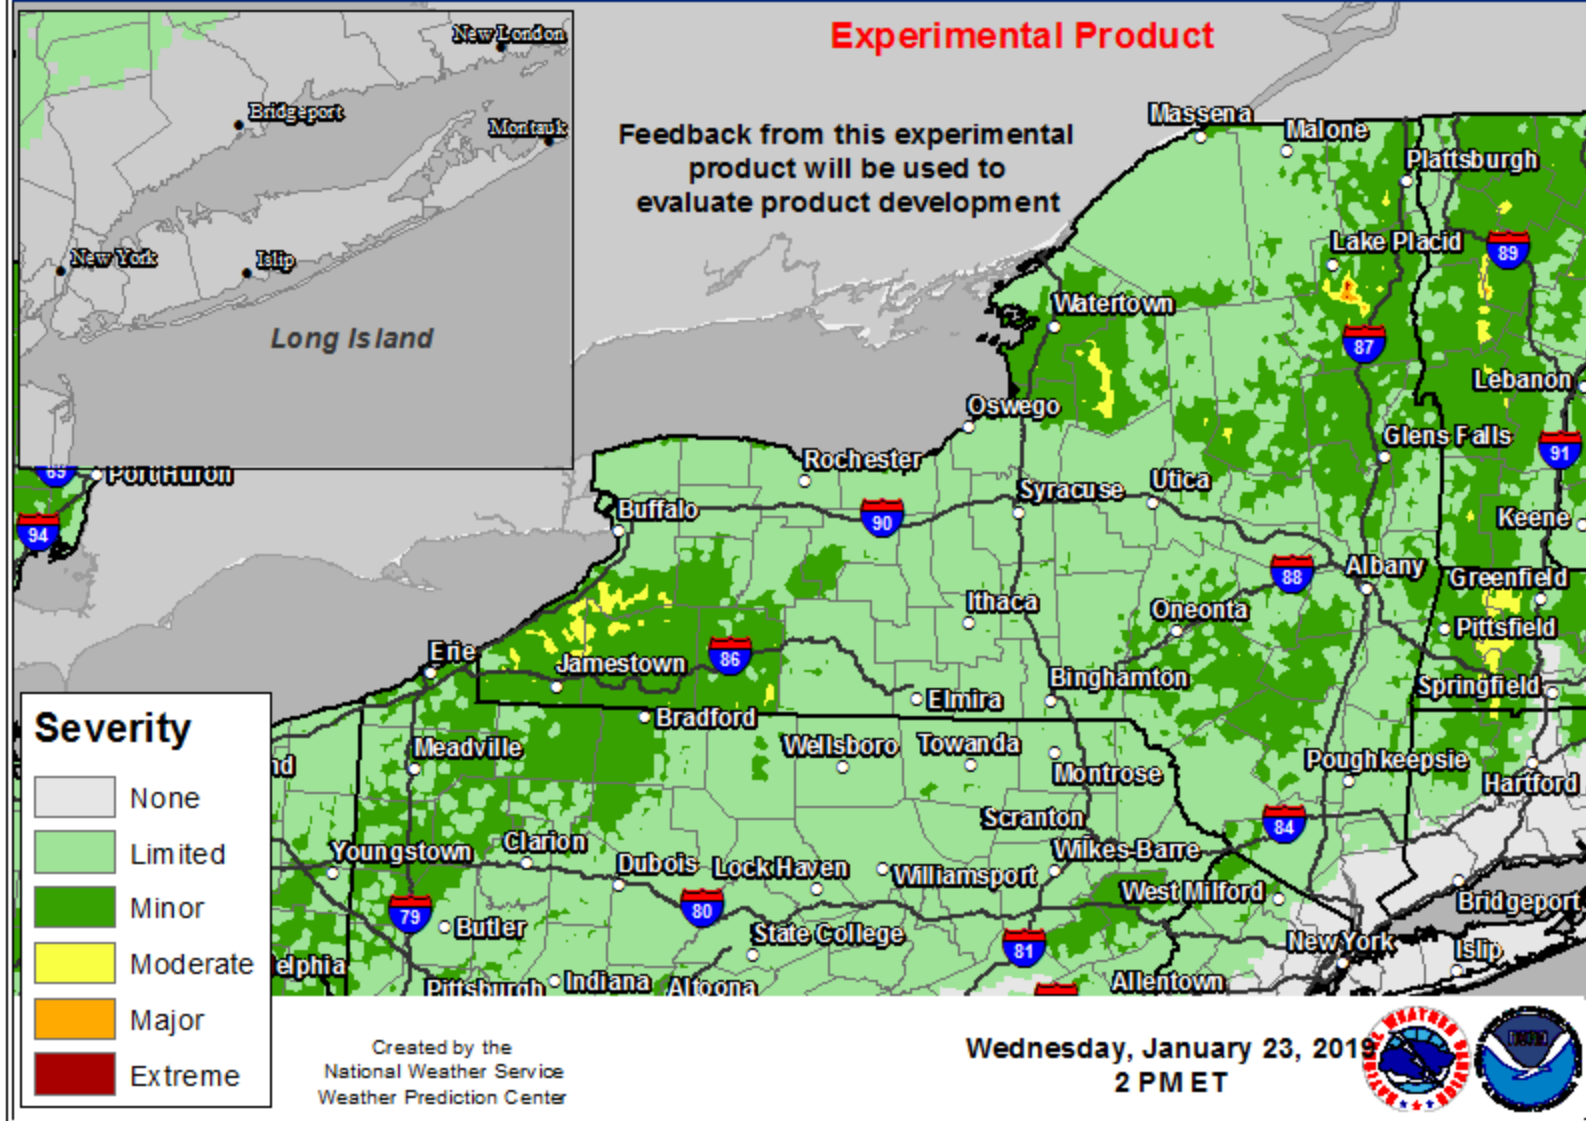 Experimental Product
Feedback from this experimental
product will be used to
evaluate product development
New London
Bridgeport
Montauk
New York
Islip
Long Island
Massena
Malone
Plattsburgh
Lake Placid
89
Watertown
87
Lebanon
Oswego
Glens Falls
91
Rochester
Port Huron
69
94
Buffalo
90
Syracuse
Utica
Keene
88
Albany
Greenfield
Ithaca
Oneonta
Pittsfield
Erie
Jamestown
86
Binghamton
Springfield
Elmira
Bradford
Meadville
Wellsboro
Towanda
Montrose
Poughkeepsie
Hartford
nd
Scranton
84
Youngstown
Clarion
Dubois
Lock Haven
Williamsport
Wilkes-Barre
West Milford
79
Butler
80
State College
81
New York
Bridgeport
Islip
elphia
Pittsburgh
Indiana
Altoona
Allentown
Severity
None
Limited
Minor
Moderate
Major
Extreme
Created by the
National Weather Service
Weather Prediction Center
Wednesday, January 23, 2019
2 PM ET